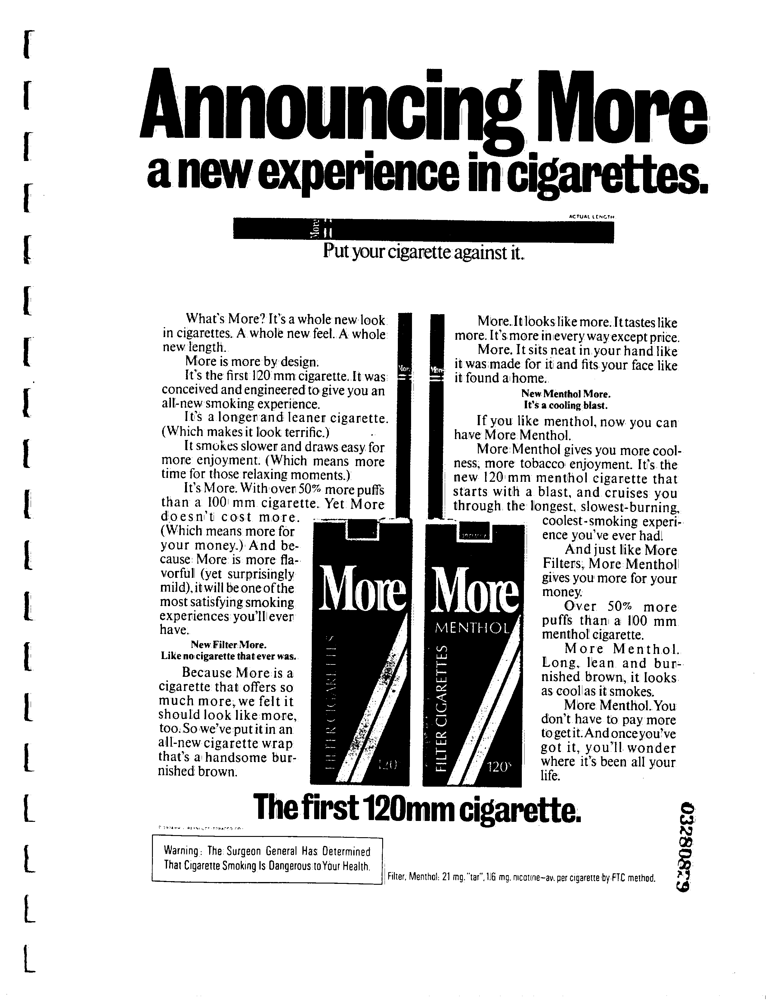 Announcing More
a new experience in cigarettes.
ACTUAL LENGTH
More
Put your cigarette against it.
What's More? It's a whole new look
in cigarettes. A whole new feel. A whole
new length.
More is more by design.
It's the first 120 mm cigarette. It was
conceived and engineered to give you an
all-new smoking experience.
It's a longer and leaner cigarette.
(Which makes it look terrific.)
It smokes slower and draws easy for
more enjoyment. (Which means more
time for those relaxing moments.)
It's More. With over 50% more puffs
than a 100 mm cigarette. Yet More
doesn't cost more.
(Which means more for
your money.) And be-
cause More is more fla-
vorful (yet surprisingly
mild), it will be one of the
most satisfying smoking
experiences you'll ever
have.
New Filter More.
Like no cigarette that ever was.
Because More is a
cigarette that offers so
much more, we felt it
should look like more,
too. So we've put it in an
all-new cigarette wrap
that's a handsome bur-
nished brown.
More
More
More
FILTER CIGARETTES
120
More
MENTHOL
FILTER CIGARETTES
120s
More. It looks like more. It tastes like
more. It's more in every way except price.
More. It sits neat in your hand like
it was made for it and fits your face like
it found a home.
New Menthol More.
It's a cooling blast.
If you like menthol, now you can
have More Menthol.
More Menthol gives you more cool-
ness, more tobacco enjoyment. It's the
new 120 mm menthol cigarette that
starts with a blast, and cruises you
through the longest, slowest-burning,
coolest-smoking experi-
ence you've ever had.
And just like More
Filters, More Menthol
gives you more for your
money.
Over 50% more
puffs than a 100 mm
menthol cigarette.
More Menthol.
Long, lean and bur-
nished brown, it looks
as cool as it smokes.
More Menthol. You
don't have to pay more
to get it. And once you've
got it, you'll wonder
where it's been all your
life.
The first 120mm cigarette.
Warning: The Surgeon General Has Determined
That Cigarette Smoking Is Dangerous to Your Health.
Filter, Menthol: 21 mg. "tar", 1.6 mg. nicotine–av. per cigarette by FTC method.